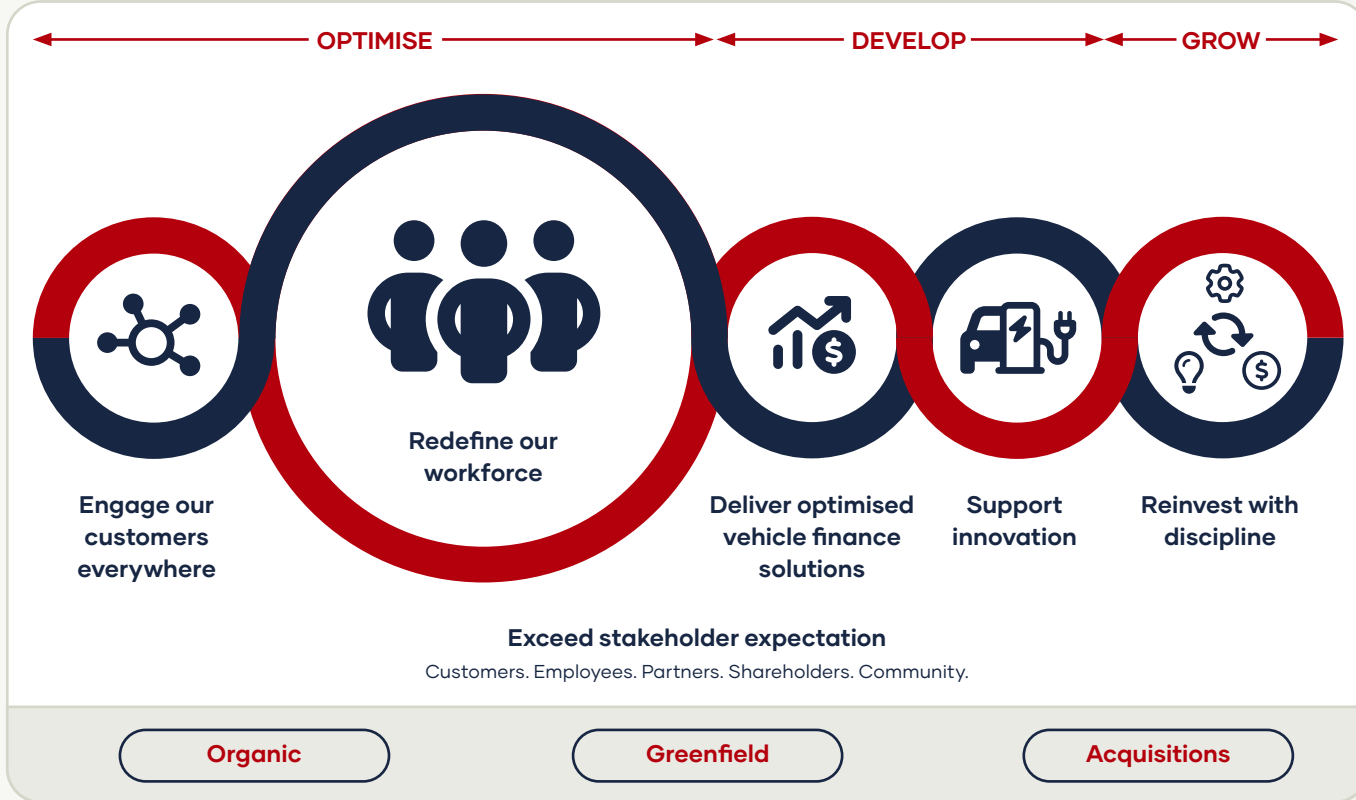 OPTIMISE
DEVELOP
GROW
$
$
Redefine our
workforce
Engage our
customers
everywhere
Deliver optimised
vehicle finance
solutions
Support
innovation
Reinvest with
discipline
Exceed stakeholder expectation
Customers. Employees. Partners. Shareholders. Community.
Organic
Greenfield
Acquisitions